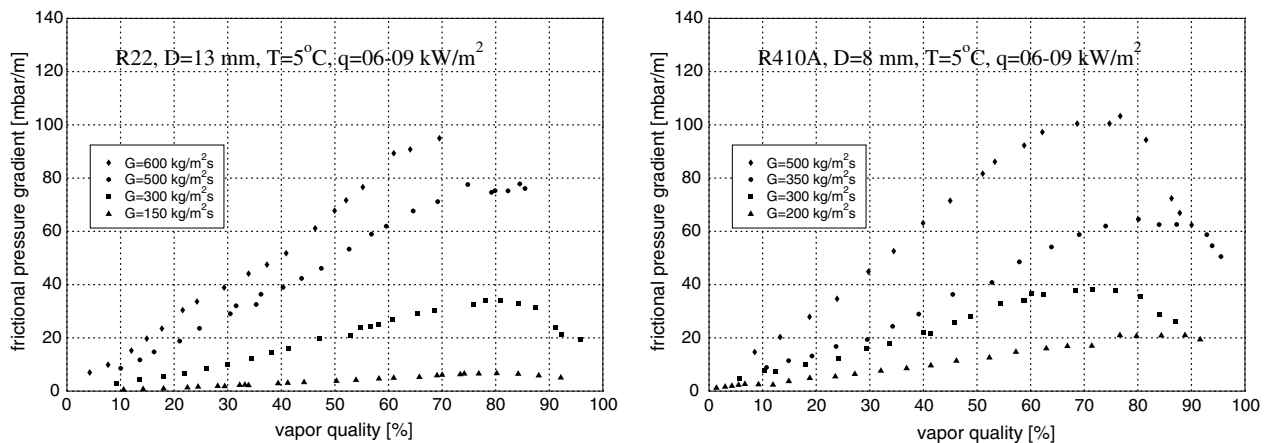 140
120
100
80
60
40
20
0
frictional pressure gradient [mbar/m]
R22, D=13 mm, T=5°C, q=06-09 kW/m²
G=600 kg/m²s
G=500 kg/m²s
G=300 kg/m²s
G=150 kg/m²s
0 10 20 30 40 50 60 70 80 90 100
vapor quality [%]
140
120
100
80
60
40
20
0
frictional pressure gradient [mbar/m]
R410A, D=8 mm, T=5°C, q=06-09 kW/m²
G=500 kg/m²s
G=350 kg/m²s
G=300 kg/m²s
G=200 kg/m²s
0 10 20 30 40 50 60 70 80 90 100
vapor quality [%]